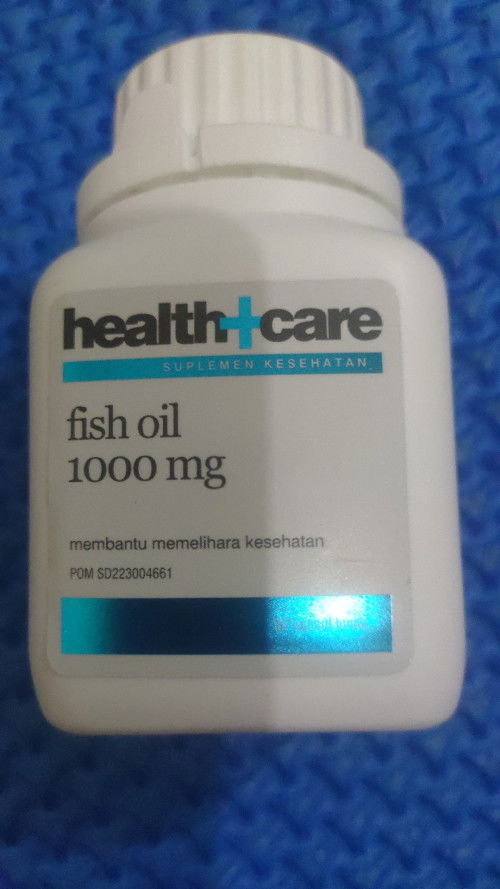 health+care
SUPLEMEN KESEHATAN
fish oil
1000 mg
membantu memelihara kesehatan
POM SD223004661